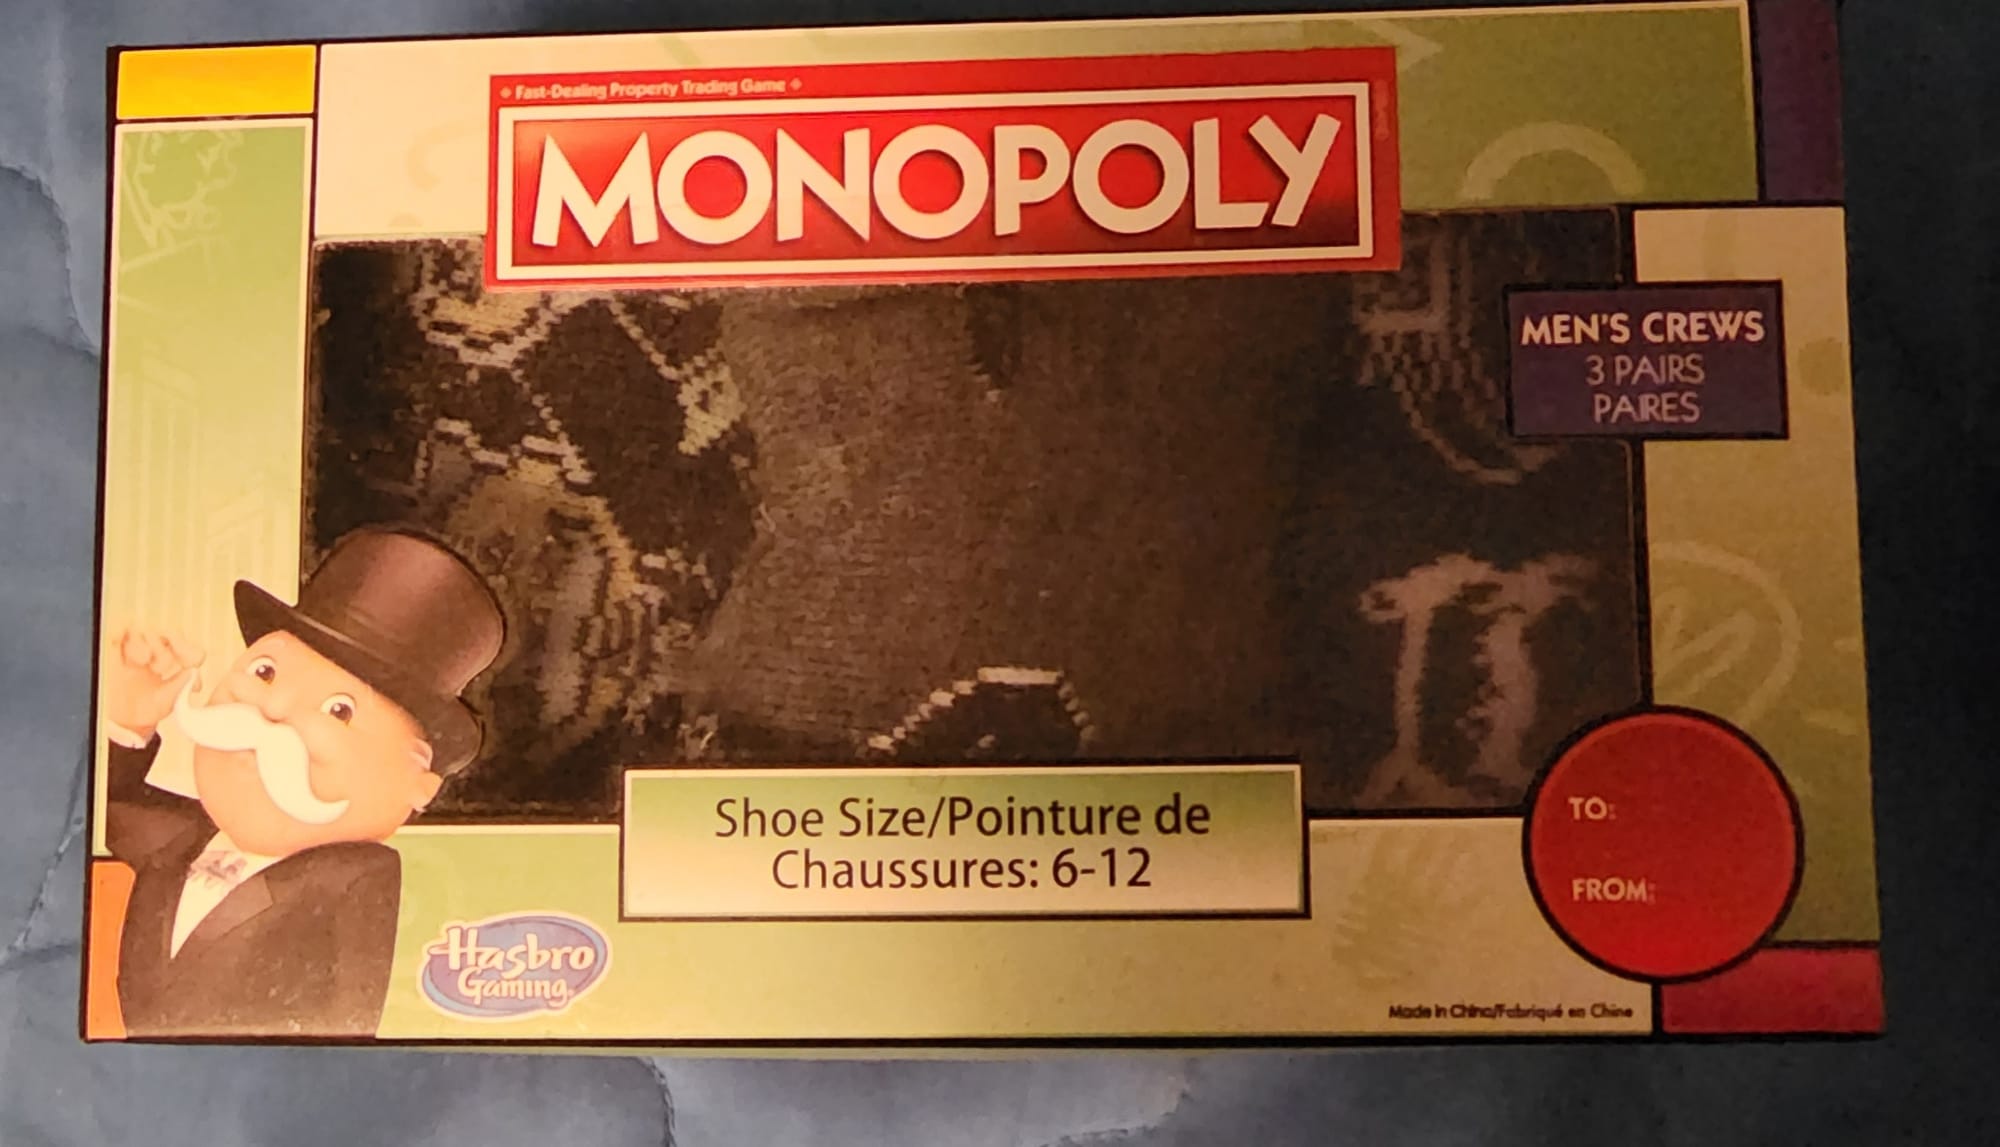 Fast-Dealing Property Trading Game
MONOPOLY
MEN'S CREWS
3 PAIRS
PAIRES
Shoe Size/Pointure de
Chaussures: 6-12
TO:
FROM:
Hasbro
Gaming
Made in China/Fabriqué en Chine